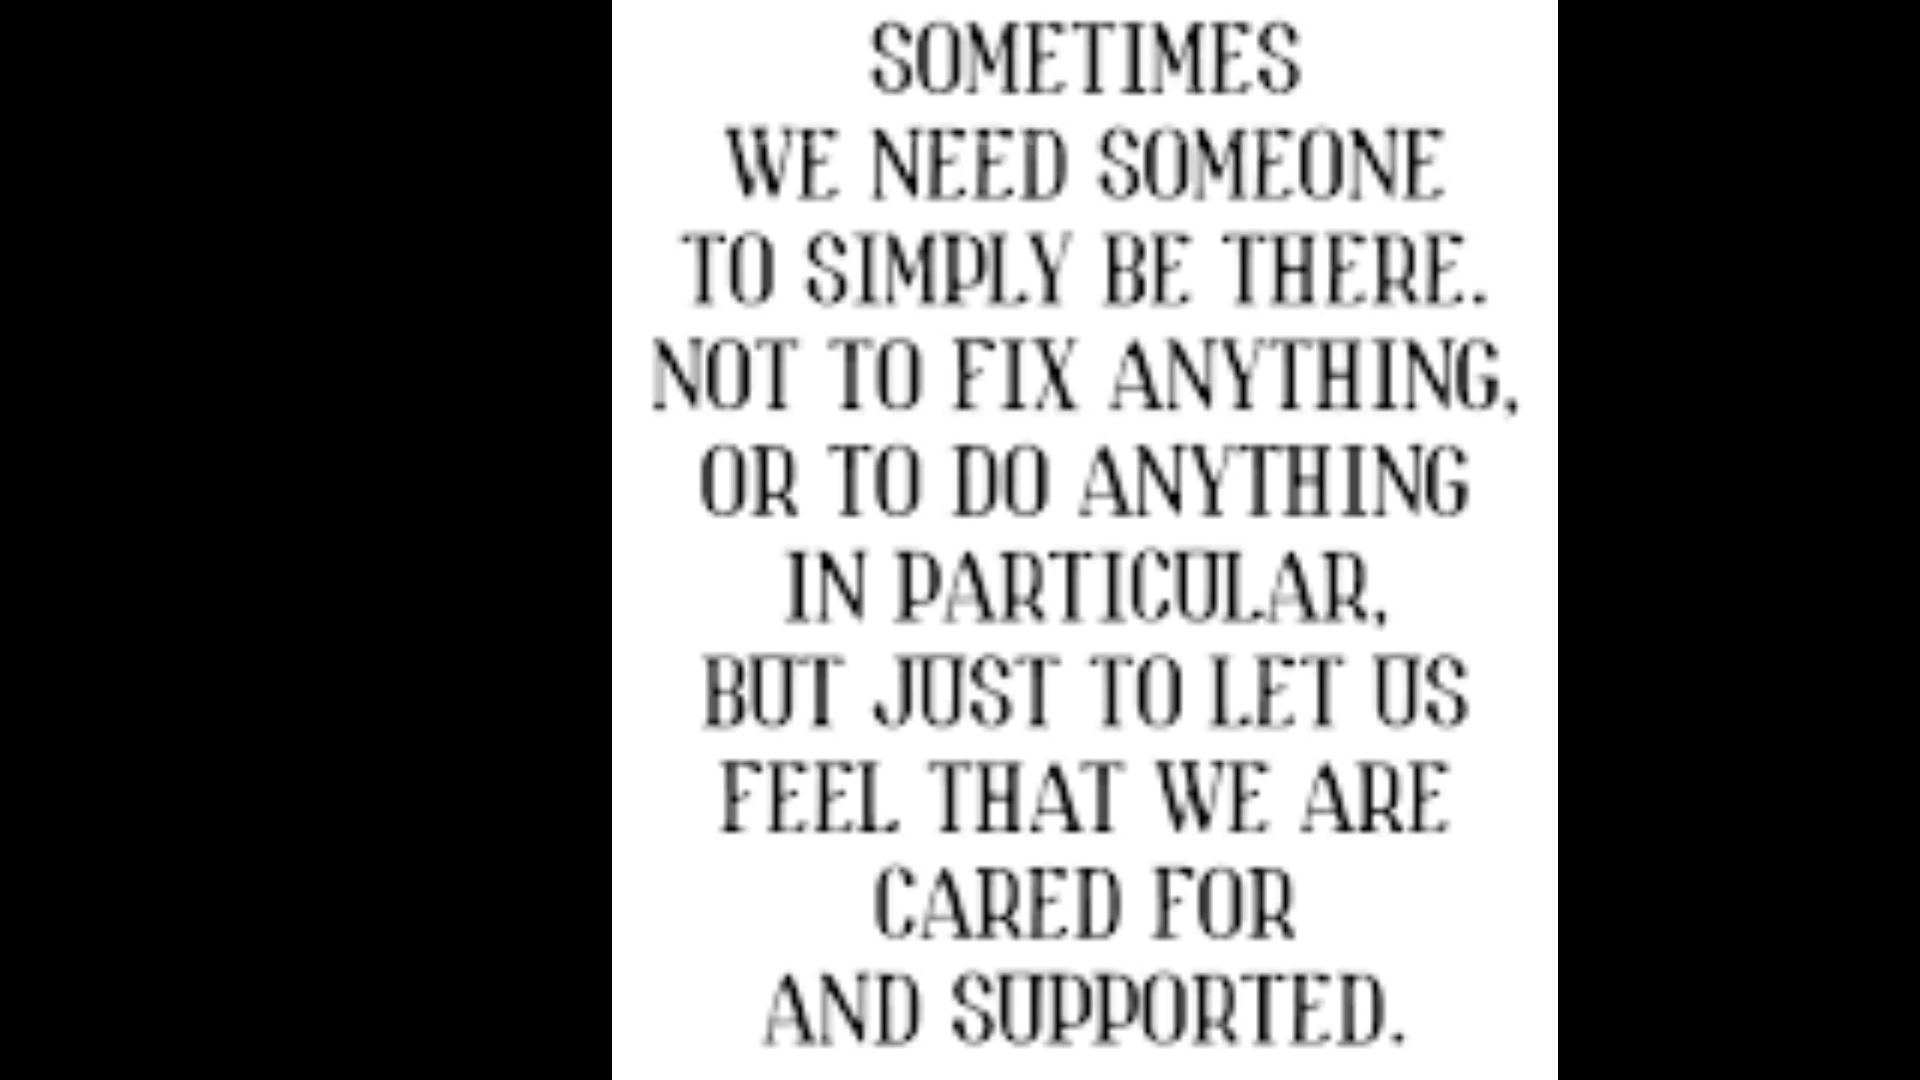 SOMETIMES
WE NEED SOMEONE
TO SIMPLY BE THERE.
NOT TO FIX ANYTHING,
OR TO DO ANYTHING
IN PARTICULAR,
BUT JUST TO LET US
FEEL THAT WE ARE
CARED FOR
AND SUPPORTED.